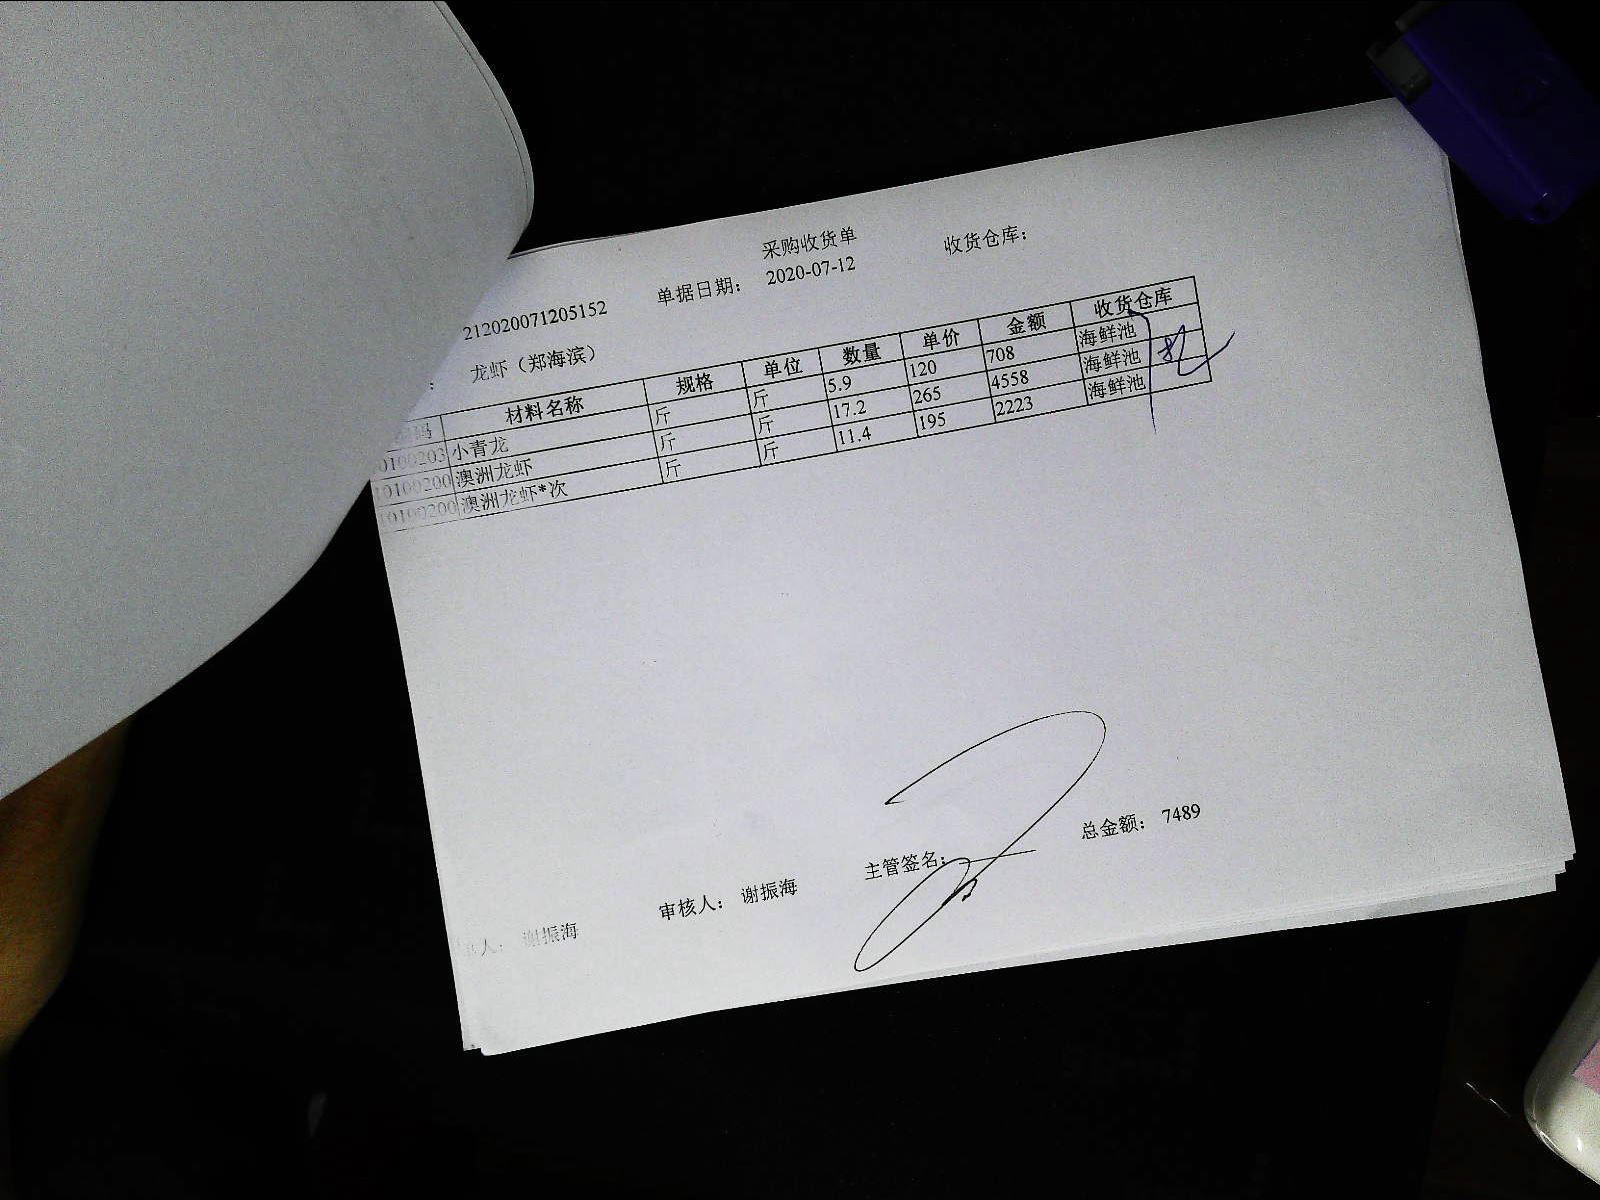 采购收货单
212020071205152 单据日期： 2020-07-12 收货仓库：
： 龙虾（郑海滨）
码 材料名称 规格 单位 数量 单价 金额 收货仓库
0100203 小青龙 斤 斤 5.9 120 708 海鲜池
10100200 澳洲龙虾 斤 斤 17.2 265 4558 海鲜池
10100200 澳洲龙虾*次 斤 斤 11.4 195 2223 海鲜池
人： 谢振海 审核人： 谢振海 主管签名： 总金额： 7489